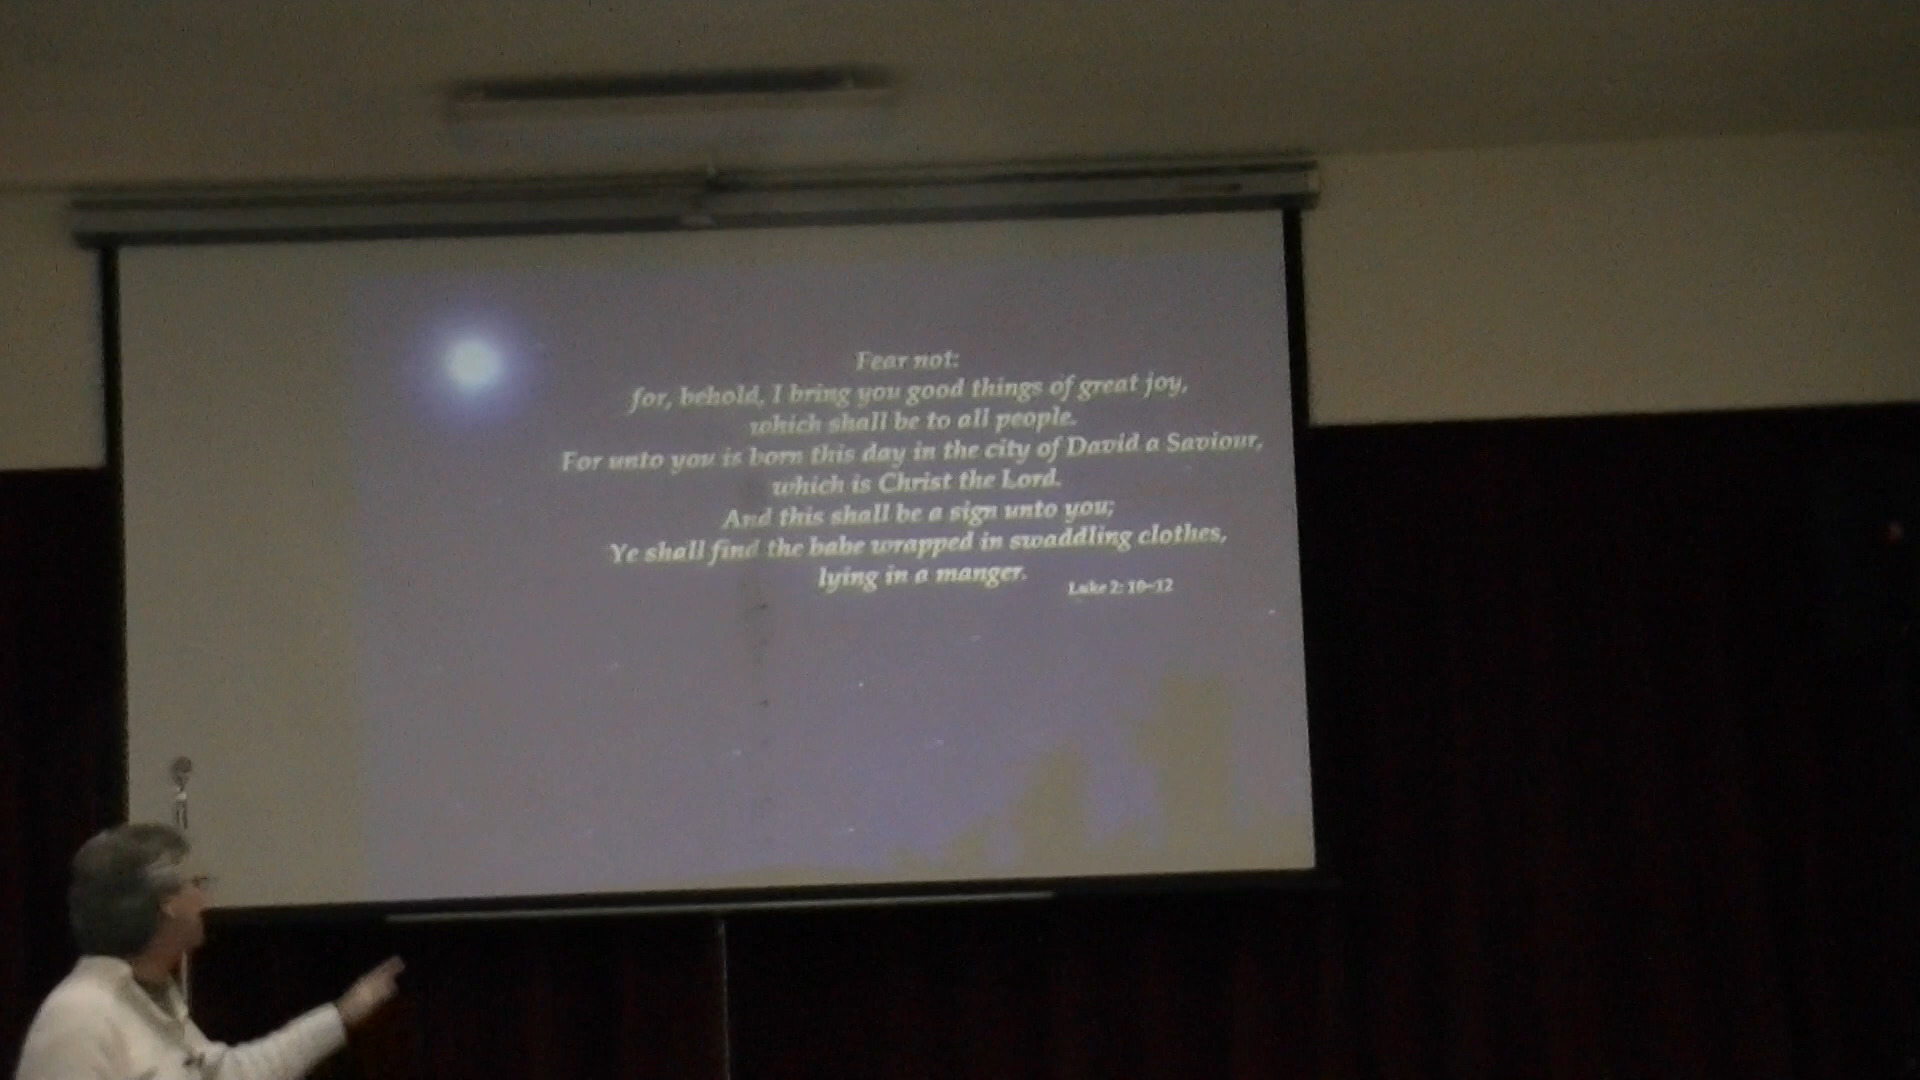 Fear not:
for, behold, I bring you good things of great joy,
which shall be to all people.
For unto you is born this day in the city of David a Saviour,
which is Christ the Lord.
And this shall be a sign unto you;
Ye shall find the babe wrapped in swaddling clothes,
lying in a manger.
Luke 2: 10-12